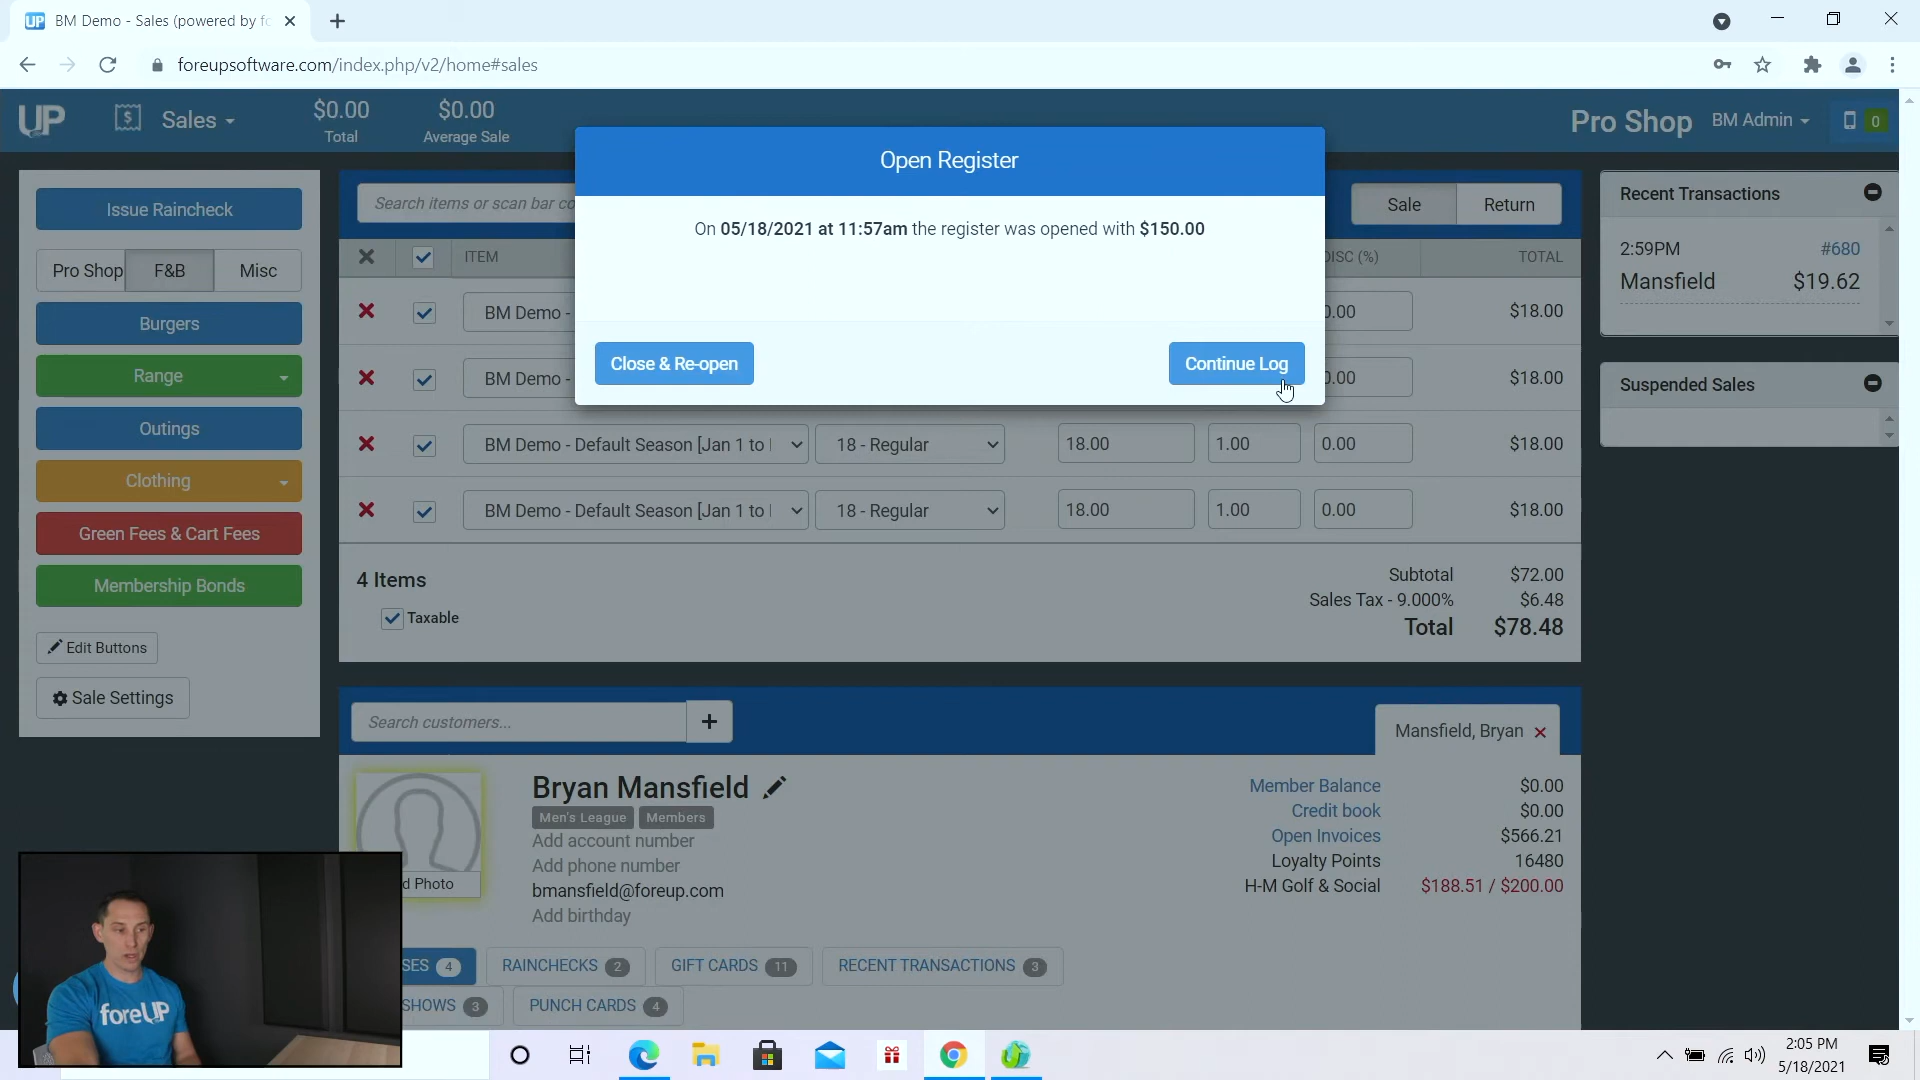 UP BM Demo - Sales (powered by fo
foreupsoftware.com/index.php/v2/home#sales
UP
$
Sales
$0.00
Total
$0.00
Average Sale
Pro Shop
BM Admin
0
Open Register
On 05/18/2021 at 11:57am the register was opened with $150.00
Close & Re-open
Continue Log
Issue Raincheck
Pro Shop
F&B
Misc
Burgers
Range
Outings
Clothing
Green Fees & Cart Fees
Membership Bonds
Edit Buttons
Sale Settings
Search items or scan bar co
Sale
Return
ITEM
DISC (%)
TOTAL
BM Demo -
0.00
$18.00
BM Demo -
0.00
$18.00
BM Demo - Default Season [Jan 1 to
18 - Regular
18.00
1.00
0.00
$18.00
BM Demo - Default Season [Jan 1 to
18 - Regular
18.00
1.00
0.00
$18.00
4 Items
Taxable
Subtotal $72.00
Sales Tax - 9.000% $6.48
Total $78.48
Recent Transactions
2:59PM #680
Mansfield $19.62
Suspended Sales
Search customers...
+
Mansfield, Bryan
Bryan Mansfield
Men's League
Members
Add account number
Add phone number
bmansfield@foreup.com
Add birthday
d Photo
Member Balance $0.00
Credit book $0.00
Open Invoices $566.21
Loyalty Points 16480
H-M Golf & Social $188.51 / $200.00
SES 4
RAINCHECKS 2
GIFT CARDS 11
RECENT TRANSACTIONS 3
SHOWS 3
PUNCH CARDS 4
foreUP
2:05 PM
5/18/2021